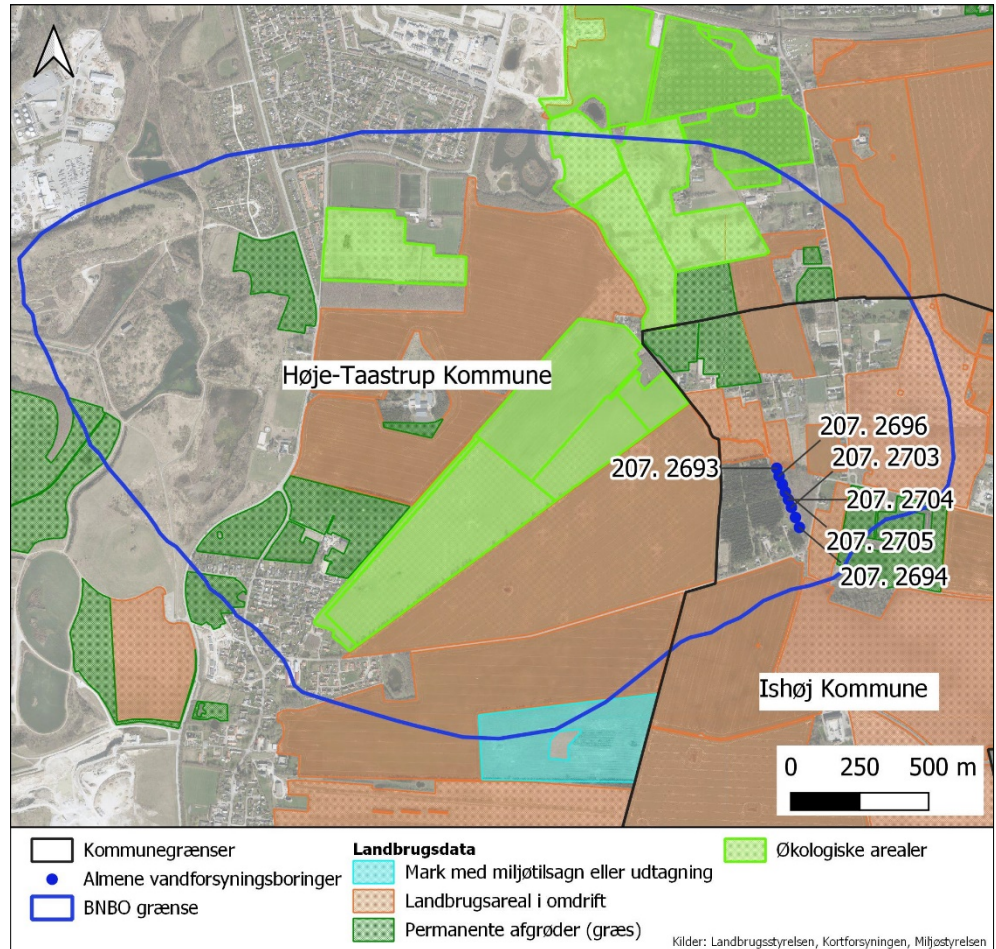 Høje-Taastrup Kommune
207. 2696
207. 2693
207. 2703
207. 2704
207. 2705
207. 2694
Ishøj Kommune
0 250 500 m
Kommunegrænser
Almene vandforsyningsboringer
BNBO grænse
Landbrugsdata
Mark med miljøtilsagn eller udtagning
Landbrugsareal i omdrift
Permanente afgrøder (græs)
Økologiske arealer
Kilder: Landbrugsstyrelsen, Kortforsyningen, Miljøstyrelsen